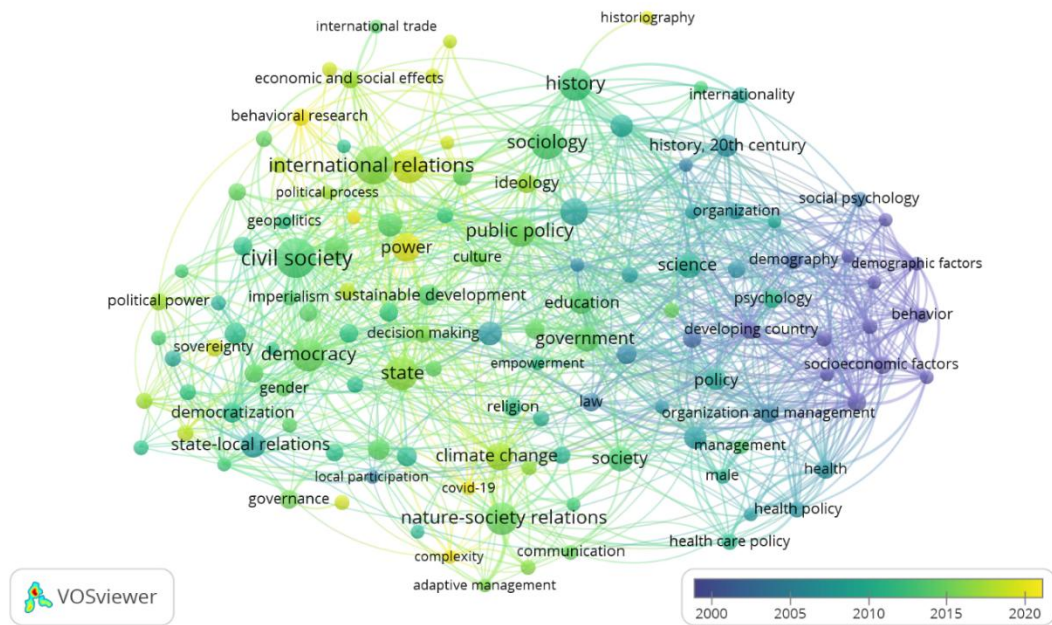 historiography
international trade
economic and social effects
history
internationality
behavioral research
sociology
history, 20th century
international relations
ideology
political process
social psychology
geopolitics
organization
public policy
power
civil society
culture
science
demography
demographic factors
political power
imperialism
sustainable development
education
psychology
behavior
decision making
developing country
sovereignty
government
democracy
empowerment
socioeconomic factors
state
policy
gender
religion
law
democratization
organization and management
state-local relations
management
climate change
society
local participation
male
health
covid-19
governance
health policy
nature-society relations
health care policy
communication
complexity
adaptive management
VOSviewer
2000 2005 2010 2015 2020